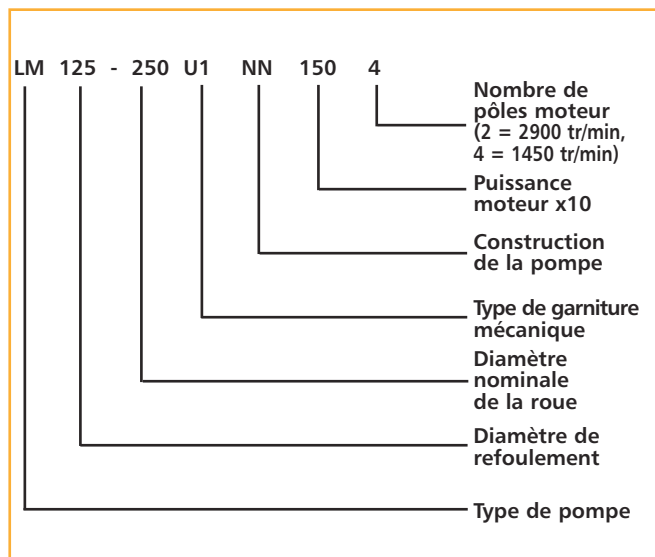 LM 125 - 250 U1 NN 150 4
Nombre de
pôles moteur
(2 = 2900 tr/min,
4 = 1450 tr/min)
Puissance
moteur x10
Construction
de la pompe
Type de garniture
mécanique
Diamètre
nominale
de la roue
Diamètre de
refoulement
Type de pompe